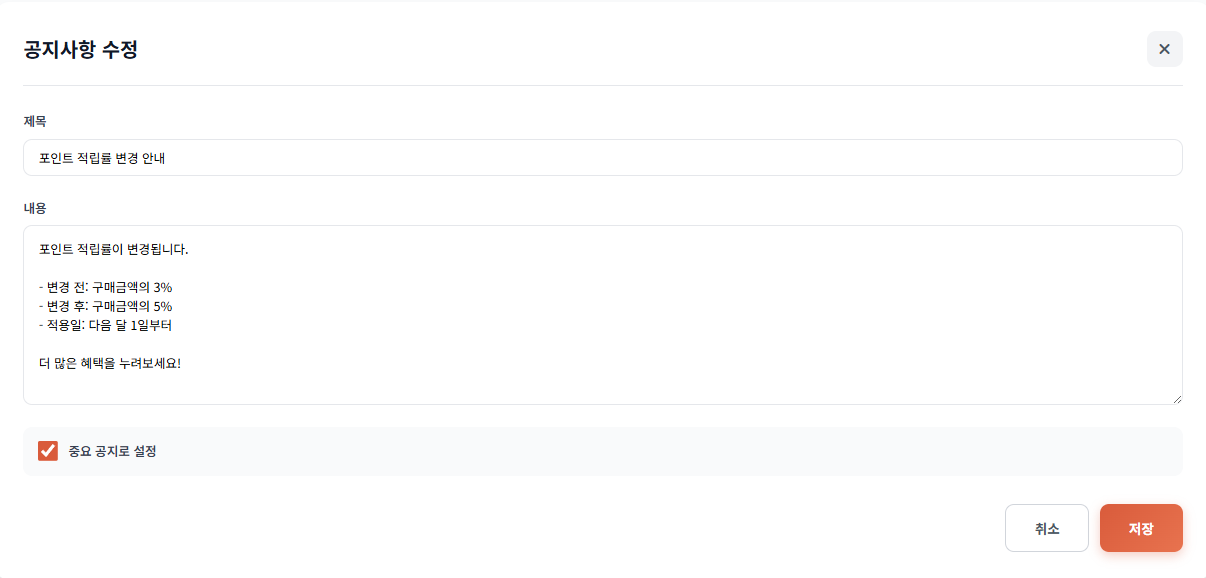 공지사항 수정
제목
포인트 적립률 변경 안내
내용
포인트 적립률이 변경됩니다.
- 변경 전: 구매금액의 3%
- 변경 후: 구매금액의 5%
- 적용일: 다음 달 1일부터
더 많은 혜택을 누려보세요!
중요 공지로 설정
취소
저장